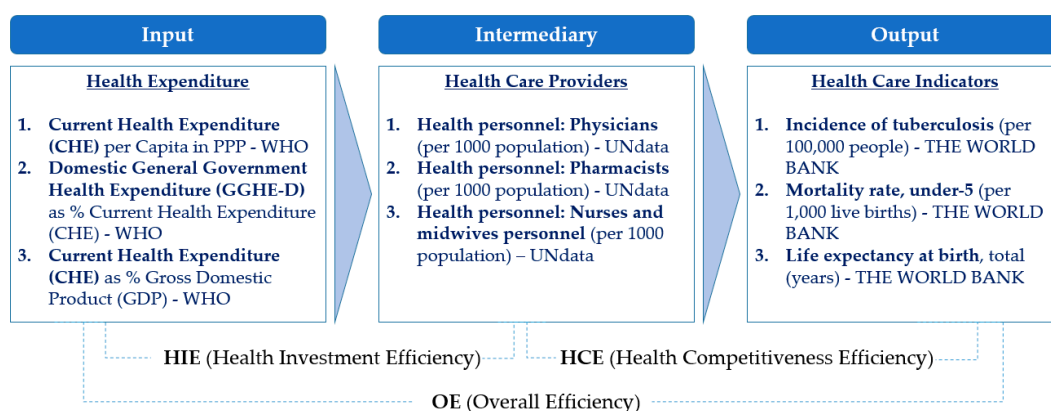 Input
Health Expenditure
1. Current Health Expenditure
(CHE) per Capita in PPP - WHO
2. Domestic General Government
Health Expenditure (GGHE-D)
as % Current Health Expenditure
(CHE) - WHO
3. Current Health Expenditure
(CHE) as % Gross Domestic
Product (GDP) - WHO
Intermediary
Health Care Providers
1. Health personnel: Physicians
(per 1000 population) - UNdata
2. Health personnel: Pharmacists
(per 1000 population) - UNdata
3. Health personnel: Nurses and
midwives personnel (per 1000
population) – UNdata
Output
Health Care Indicators
1. Incidence of tuberculosis (per
100,000 people) - THE WORLD
BANK
2. Mortality rate, under-5 (per
1,000 live births) - THE WORLD
BANK
3. Life expectancy at birth, total
(years) - THE WORLD BANK
HIE (Health Investment Efficiency)
HCE (Health Competitiveness Efficiency)
OE (Overall Efficiency)